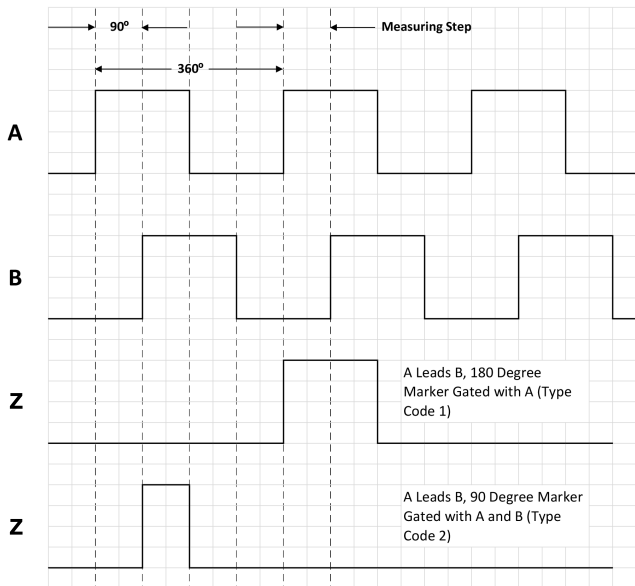 90º
Measuring Step
360º
A
B
Z
A Leads B, 180 Degree
Marker Gated with A (Type
Code 1)
Z
A Leads B, 90 Degree Marker
Gated with A and B (Type
Code 2)